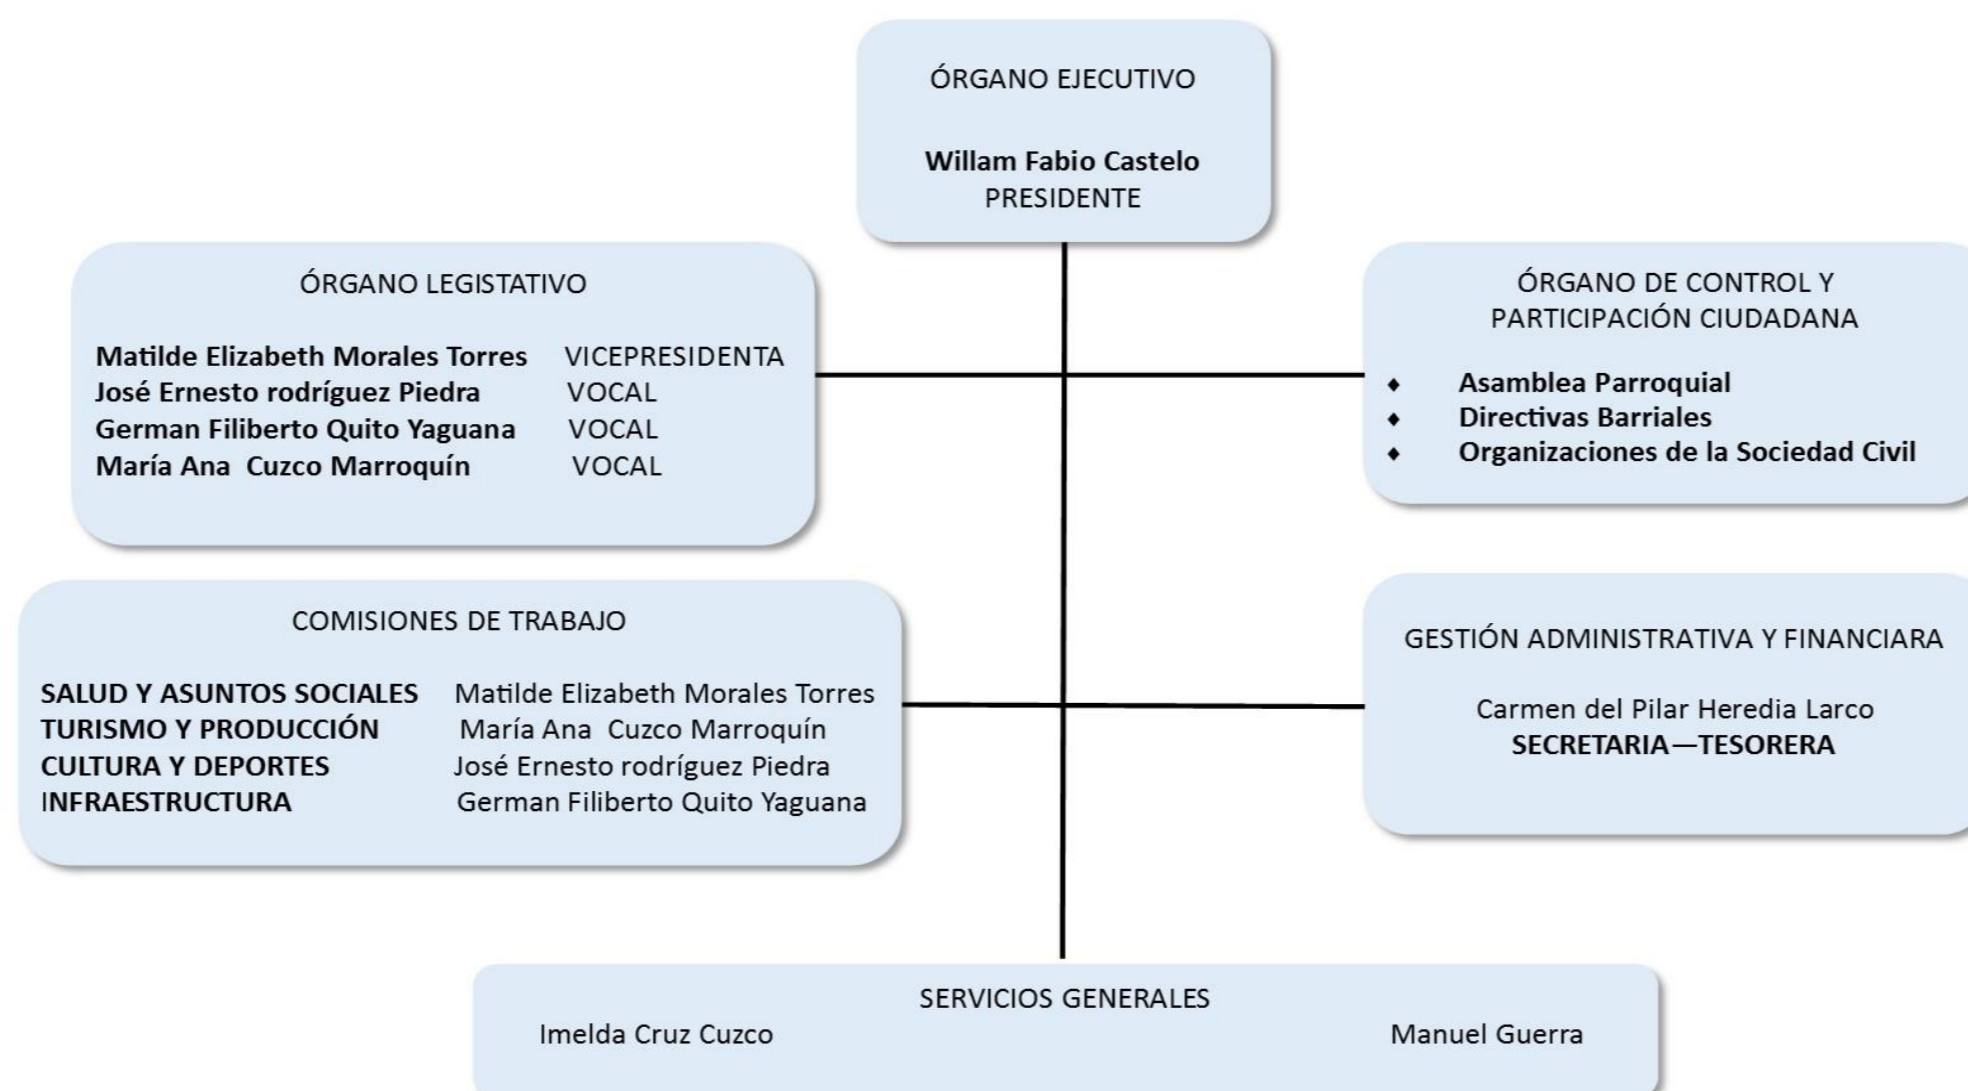 ÓRGANO EJECUTIVO
Willam Fabio Castelo
PRESIDENTE
ÓRGANO LEGISTATIVO
Matilde Elizabeth Morales Torres VICEPRESIDENTA
José Ernesto rodríguez Piedra VOCAL
German Filiberto Quito Yaguana VOCAL
María Ana Cuzco Marroquín VOCAL
ÓRGANO DE CONTROL Y
PARTICIPACIÓN CIUDADANA
♦ Asamblea Parroquial
♦ Directivas Barriales
♦ Organizaciones de la Sociedad Civil
COMISIONES DE TRABAJO
SALUD Y ASUNTOS SOCIALES Matilde Elizabeth Morales Torres
TURISMO Y PRODUCCIÓN María Ana Cuzco Marroquín
CULTURA Y DEPORTES José Ernesto rodríguez Piedra
INFRAESTRUCTURA German Filiberto Quito Yaguana
GESTIÓN ADMINISTRATIVA Y FINANCIARA
Carmen del Pilar Heredia Larco
SECRETARIA—TESORERA
SERVICIOS GENERALES
Imelda Cruz Cuzco Manuel Guerra